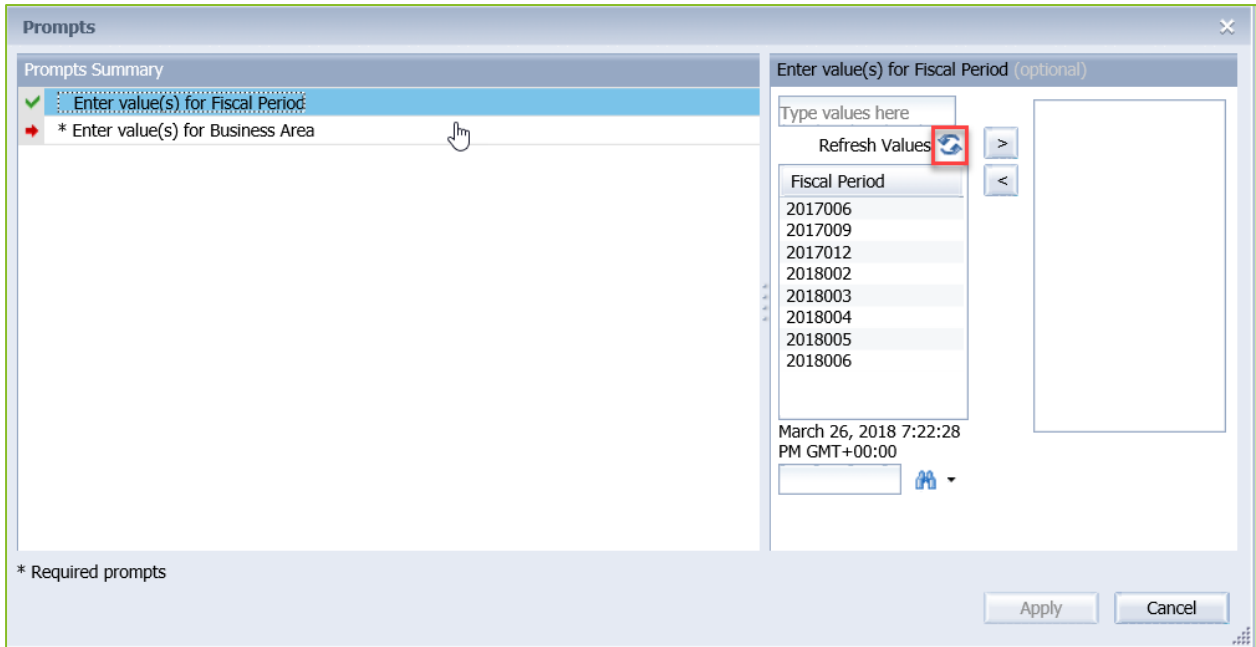 Prompts
Prompts Summary
Enter value(s) for Fiscal Period
* Enter value(s) for Business Area
Enter value(s) for Fiscal Period (optional)
Type values here
Refresh Values
>
<
Fiscal Period
2017006
2017009
2017012
2018002
2018003
2018004
2018005
2018006
March 26, 2018 7:22:28
PM GMT+00:00
* Required prompts
Apply
Cancel